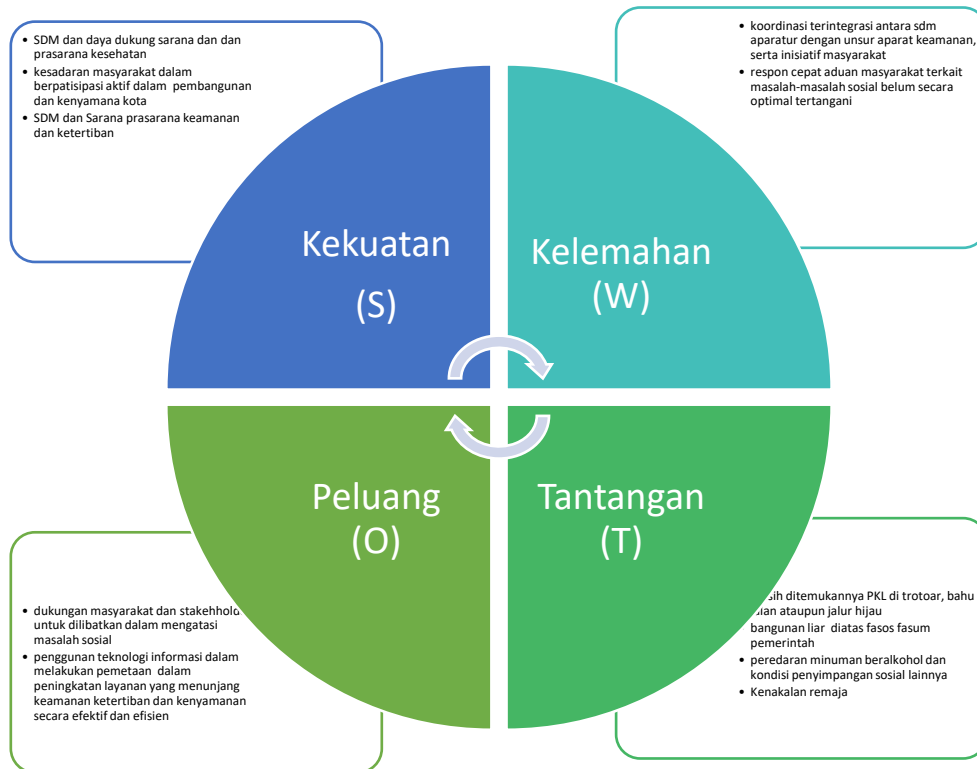 • SDM dan daya dukung sarana dan dan
prasarana kesehatan
• kesadaran masyarakat dalam
berpatisipasi aktif dalam pembangunan
dan kenyamana kota
• SDM dan Sarana prasarana keamanan
dan ketertiban
• koordinasi terintegrasi antara sdm
aparatur dengan unsur aparat keamanan,
serta inisiatif masyarakat
• respon cepat aduan masyarakat terkait
masalah-masalah sosial belum secara
optimal tertangani
Kekuatan
(S)
Kelemahan
(W)
Peluang
(O)
Tantangan
(T)
• dukungan masyarakat dan stakehhold
untuk dilibatkan dalam mengatasi
masalah sosial
• penggunan teknologi informasi dalam
melakukan pemetaan dalam
peningkatan layanan yang menunjang
keamanan ketertiban dan kenyamanan
secara efektif dan efisien
ditemukannya PKL di trotoar, bahu
ataupun jalur hijau
bangunan liar diatas fasos fasum
pemerintah
• peredaran minuman beralkohol dan
kondisi penyimpangan sosial lainnya
• Kenakalan remaja